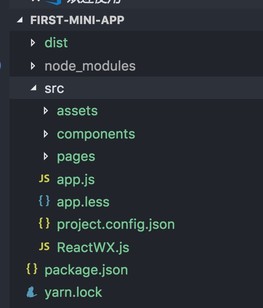 FIRST-MINI-APP
dist
node_modules
src
assets
components
pages
JS app.js
{} app.less
{} project.config.json
JS ReactWX.js
{} package.json
yarn.lock